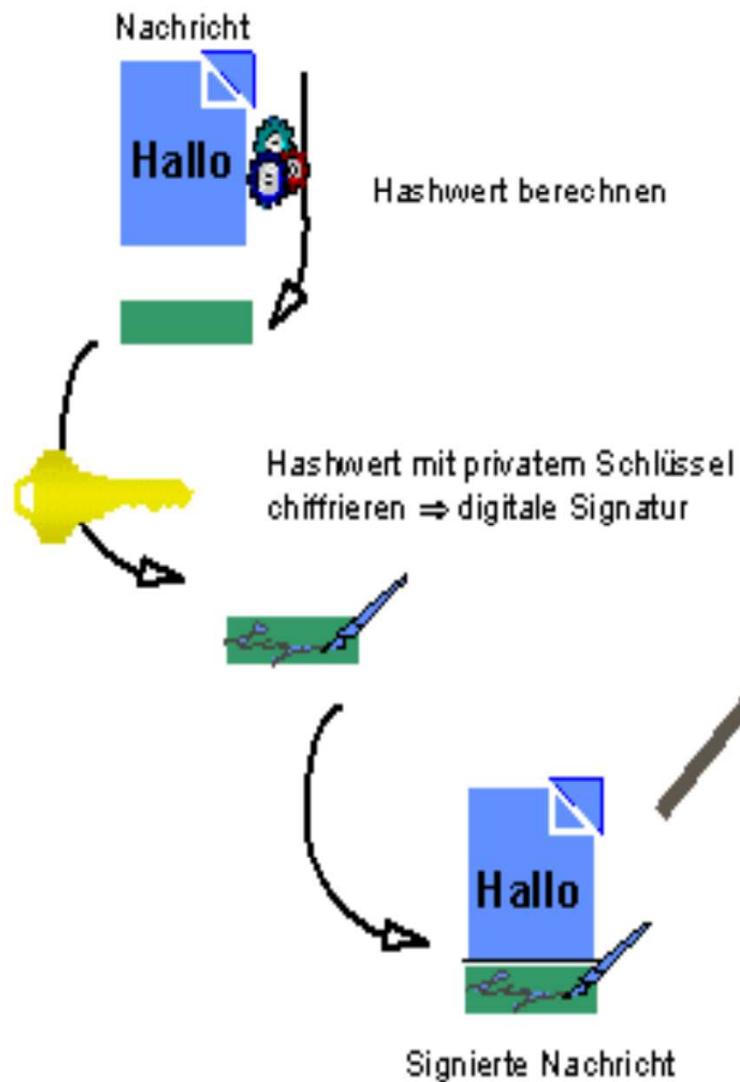 Nachricht
Hallo
Hashwert berechnen
Hashwert mit privatem Schlüssel
chiffrieren ⇒ digitale Signatur
Hallo
Signierte Nachricht